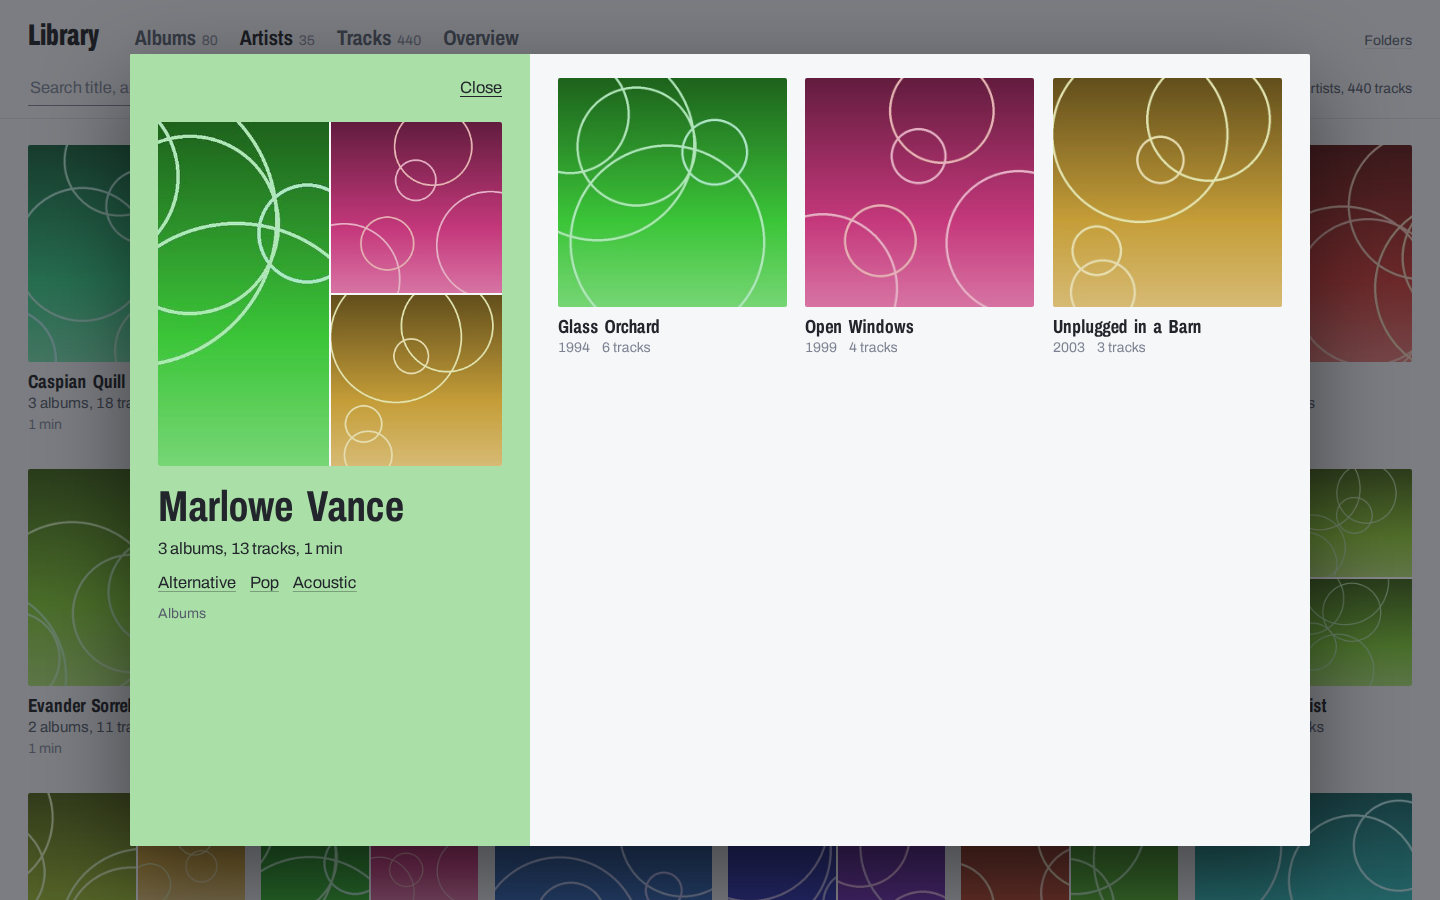 Library
Albums 80 Artists 35 Tracks 440 Overview
Folders
Search title, a
rtists, 440 tracks
Close
Marlowe Vance
3 albums, 13 tracks, 1 min
Alternative Pop Acoustic
Albums
Glass Orchard
1994 6 tracks
Open Windows
1999 4 tracks
Unplugged in a Barn
2003 3 tracks
Caspian Quill
3 albums, 18 tra
1 min
s
Evander Sorrel
2 albums, 11 tra
1 min
ist
ks